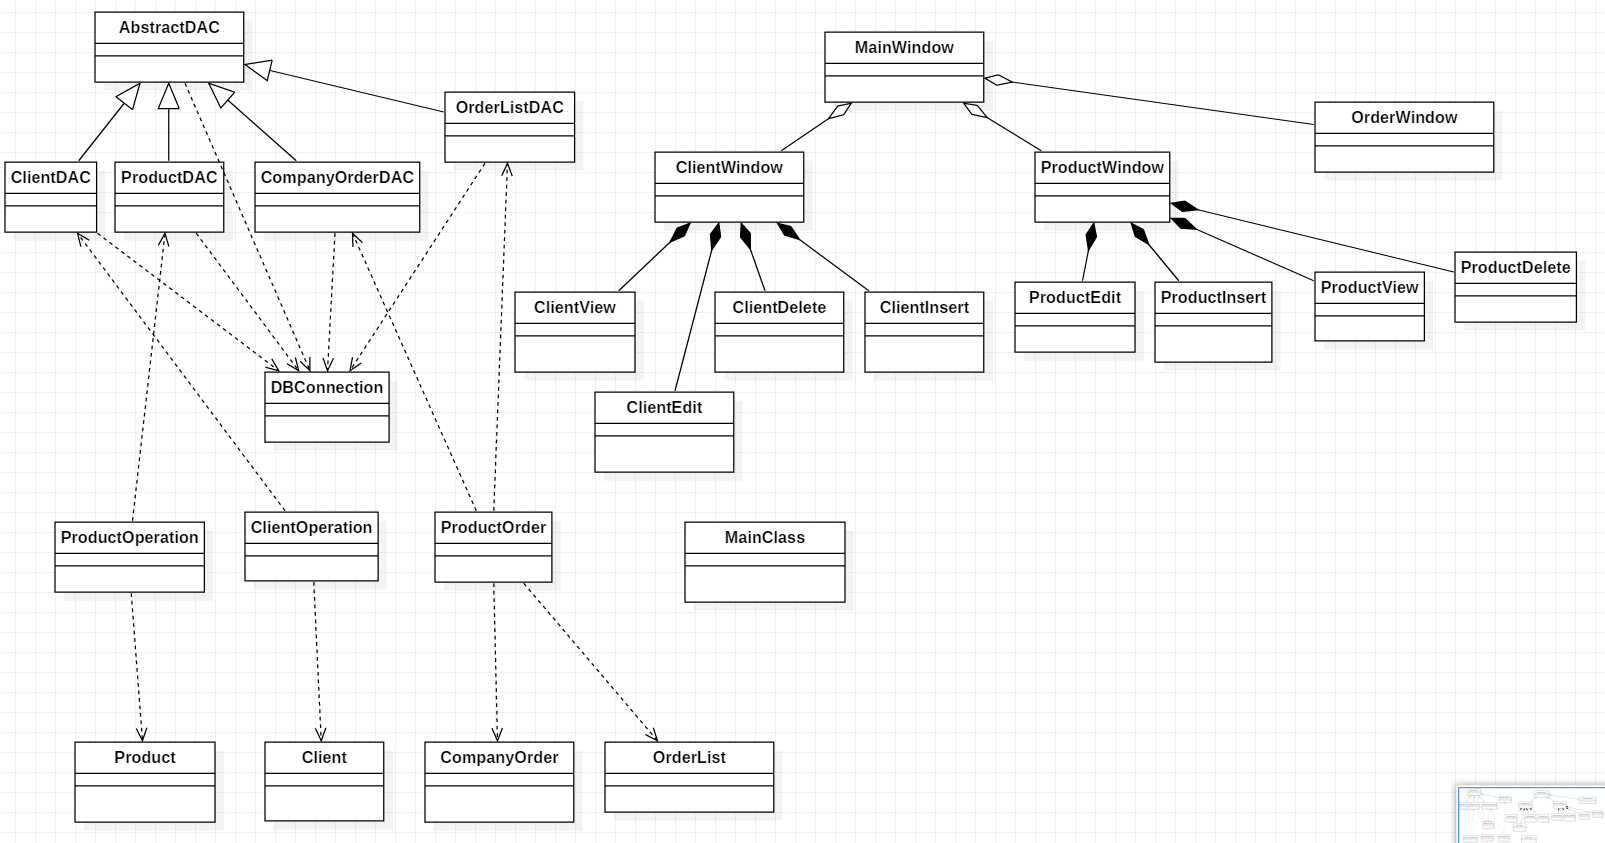 AbstractDAC
MainWindow
OrderListDAC
OrderWindow
ClientDAC
ProductDAC
CompanyOrderDAC
ClientWindow
ProductWindow
ProductDelete
ProductView
ClientView
ClientDelete
ClientInsert
ProductEdit
ProductInsert
DBConnection
ClientEdit
ProductOperation
ClientOperation
ProductOrder
MainClass
Product
Client
CompanyOrder
OrderList